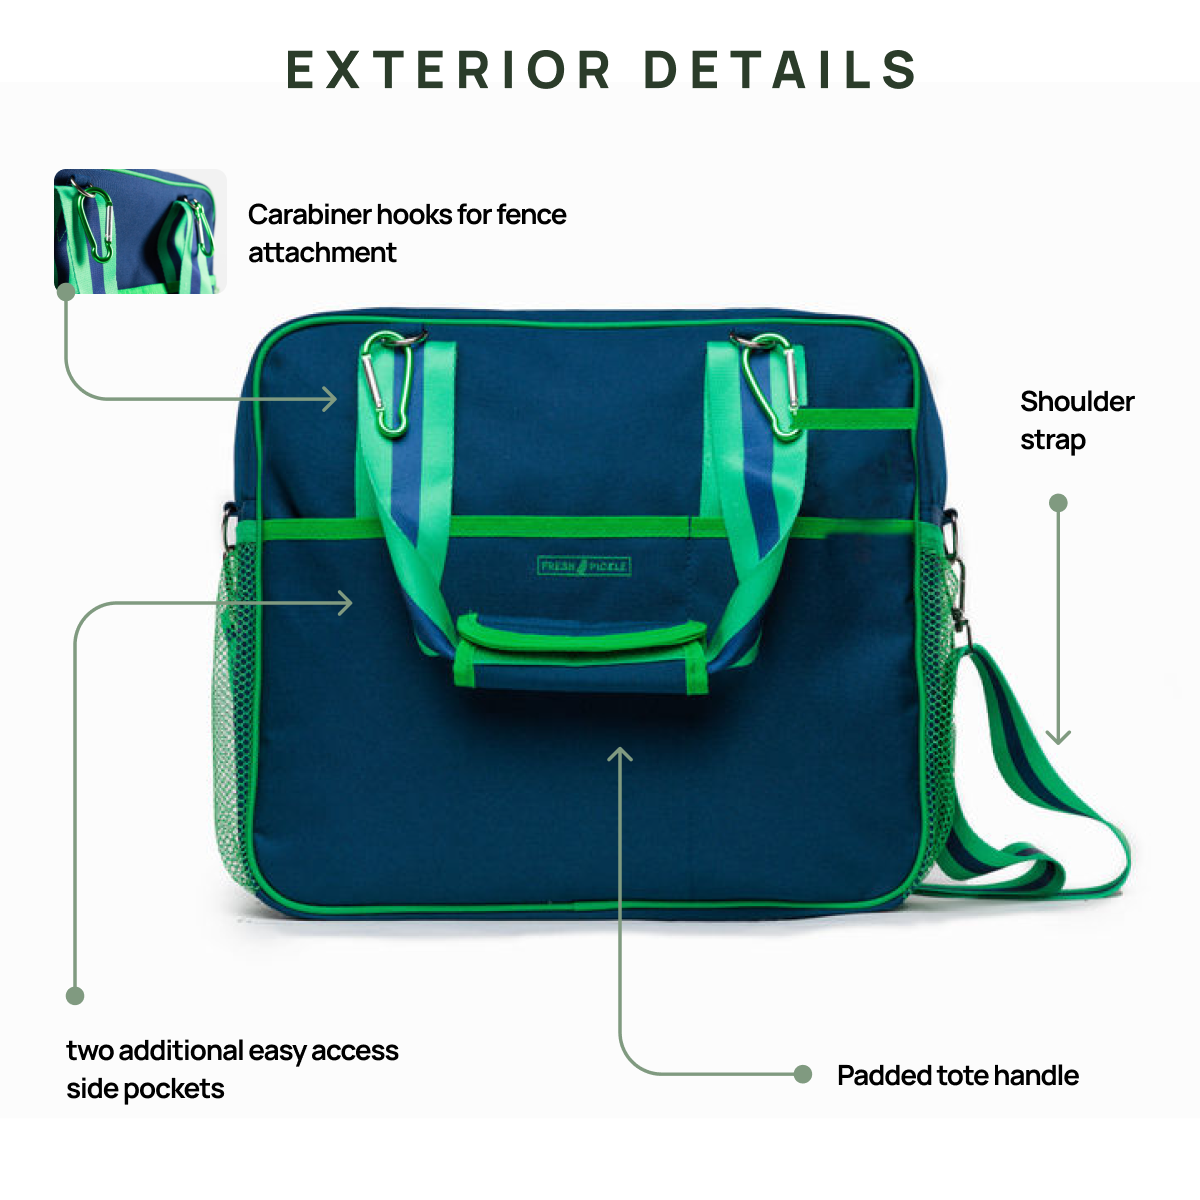 EXTERIOR DETAILS
Carabiner hooks for fence
attachment
Shoulder
strap
FRESH PICKLE
two additional easy access
side pockets
Padded tote handle